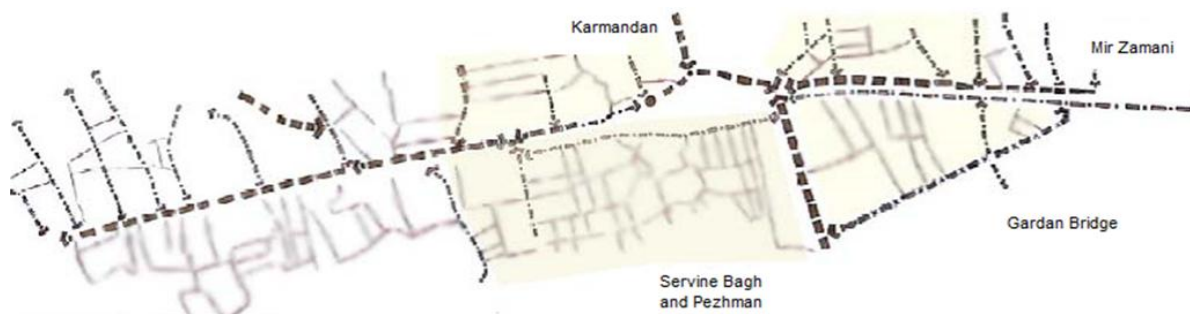 Karmandan
Mir Zamani
Gardan Bridge
Servine Bagh
and Pezhman